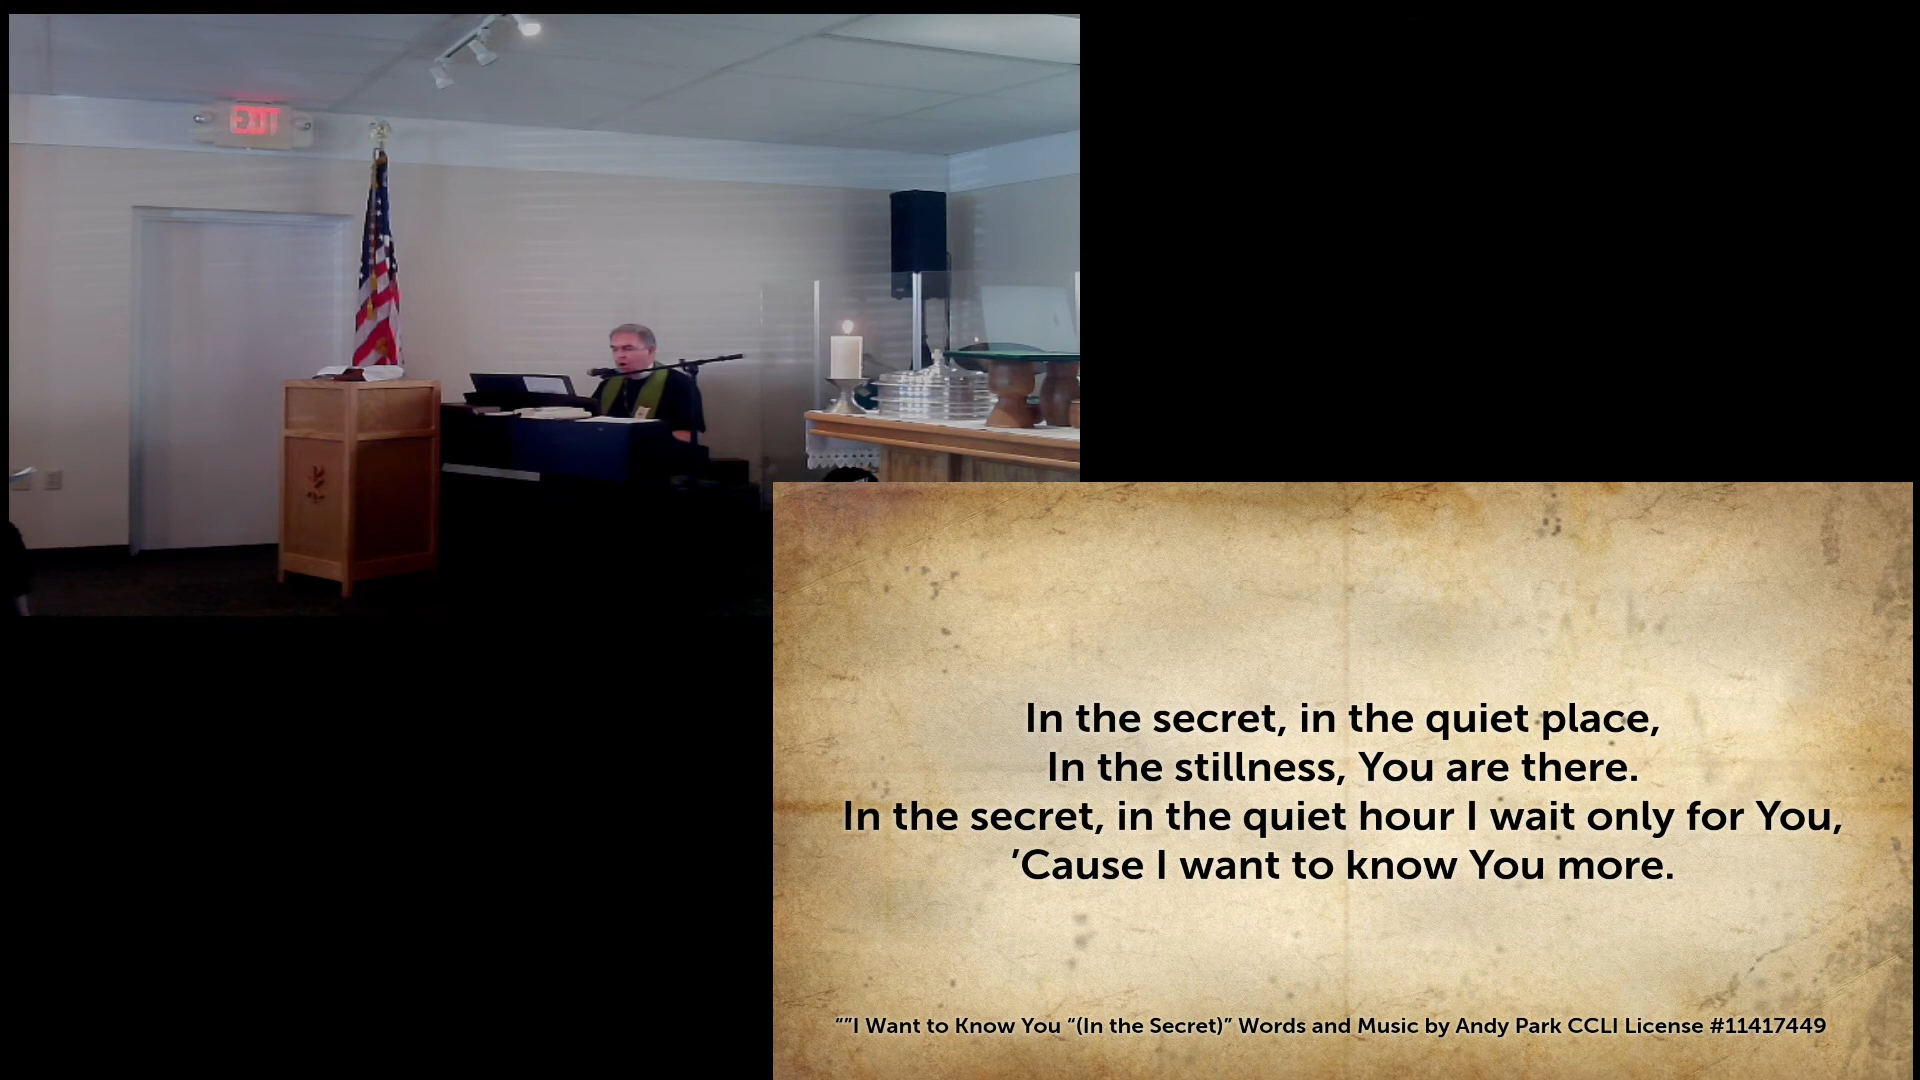 EXIT
In the secret, in the quiet place,
In the stillness, You are there.
In the secret, in the quiet hour I wait only for You,
’Cause I want to know You more.
“”I Want to Know You “(In the Secret)” Words and Music by Andy Park CCLI License #11417449